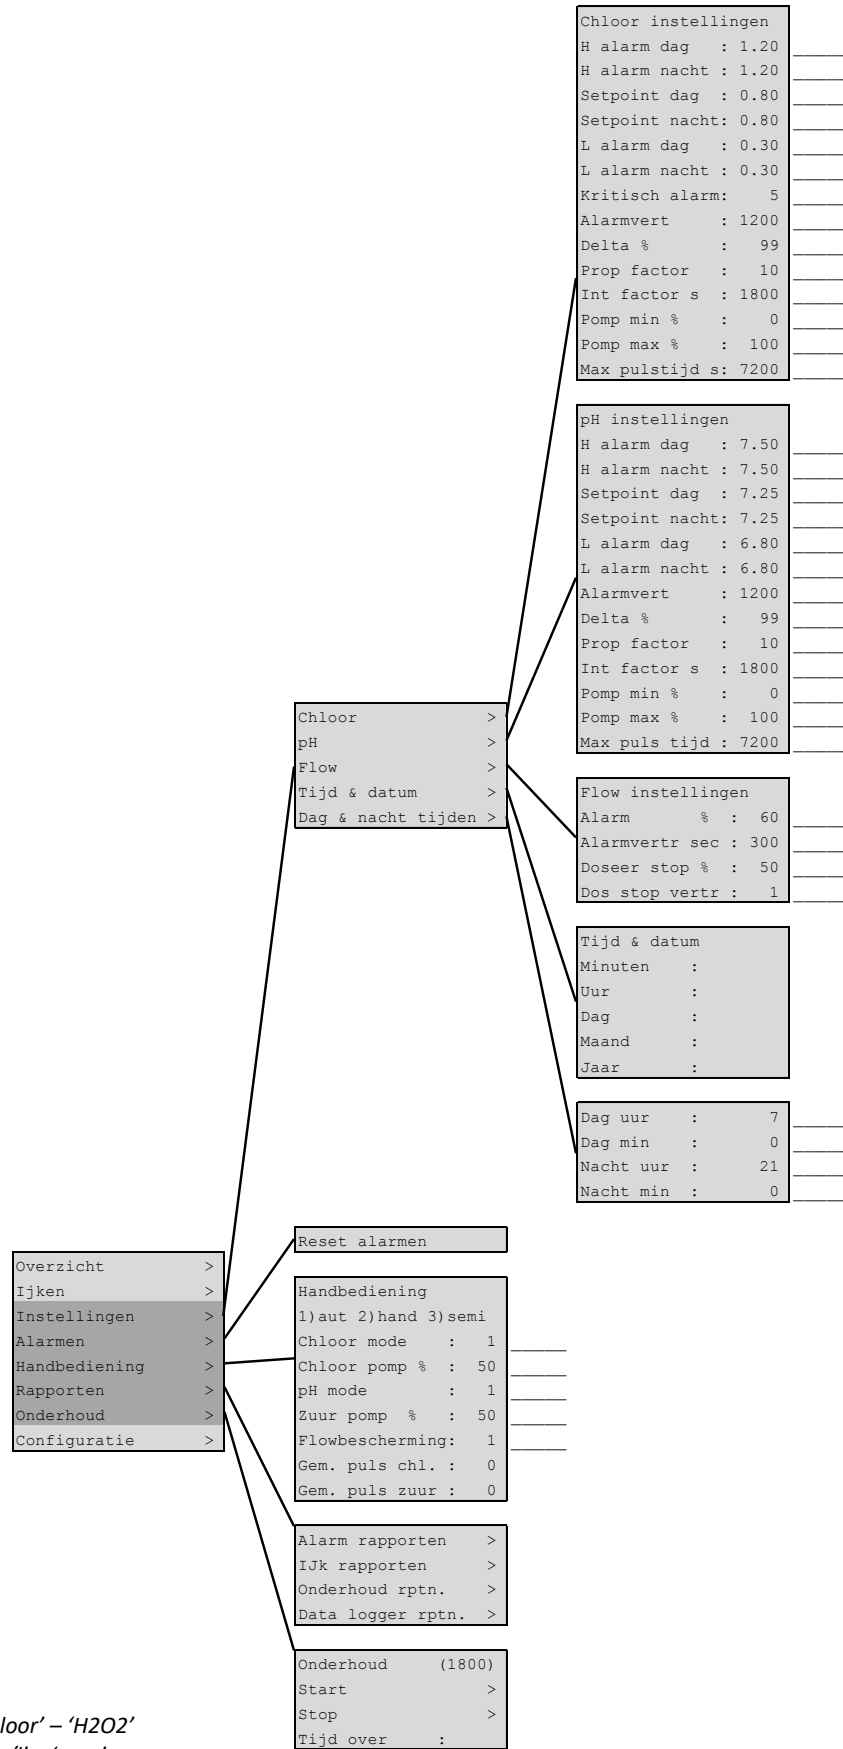 Chloor instellingen
H alarm dag : 1.20
H alarm nacht : 1.20
Setpoint dag : 0.80
Setpoint nacht: 0.80
L alarm dag : 0.30
L alarm nacht : 0.30
Kritisch alarm: 5
Alarmvert : 1200
Delta % : 99
Prop factor : 10
Int factor s : 1800
Pomp min % : 0
Pomp max % : 100
Max pulstijd s: 7200
pH instellingen
H alarm dag : 7.50
H alarm nacht : 7.50
Setpoint dag : 7.25
Setpoint nacht: 7.25
L alarm dag : 6.80
L alarm nacht : 6.80
Alarmvert : 1200
Delta % : 99
Prop factor : 10
Int factor s : 1800
Pomp min % : 0
Pomp max % : 100
Max puls tijd : 7200
Chloor >
pH >
Flow >
Tijd & datum >
Dag & nacht tijden >
Flow instellingen
Alarm % : 60
Alarmvertr sec : 300
Doseer stop % : 50
Dos stop vertr : 1
Tijd & datum
Minuten :
Uur :
Dag :
Maand :
Jaar :
Dag uur : 7
Dag min : 0
Nacht uur : 21
Nacht min : 0
Overzicht >
Ijken >
Instellingen >
Alarmen >
Handbediening >
Rapporten >
Onderhoud >
Configuratie >
Reset alarmen
Handbediening
1)aut 2)hand 3)semi
Chloor mode : 1
Chloor pomp % : 50
pH mode : 1
Zuur pomp % : 50
Flowbescherming: 1
Gem. puls chl. : 0
Gem. puls zuur : 0
Alarm rapporten >
IJk rapporten >
Onderhoud rptn. >
Data logger rptn. >
Onderhoud (1800)
Start >
Stop >
Tijd over :
loor’ – ‘H2O2’